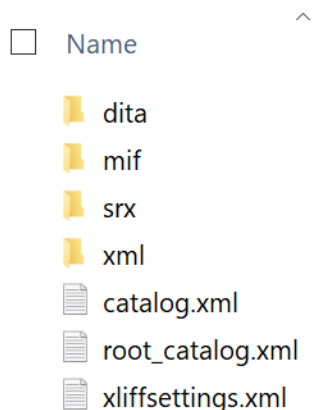 Name
dita
mif
srx
xml
catalog.xml
root_catalog.xml
xliffsettings.xml